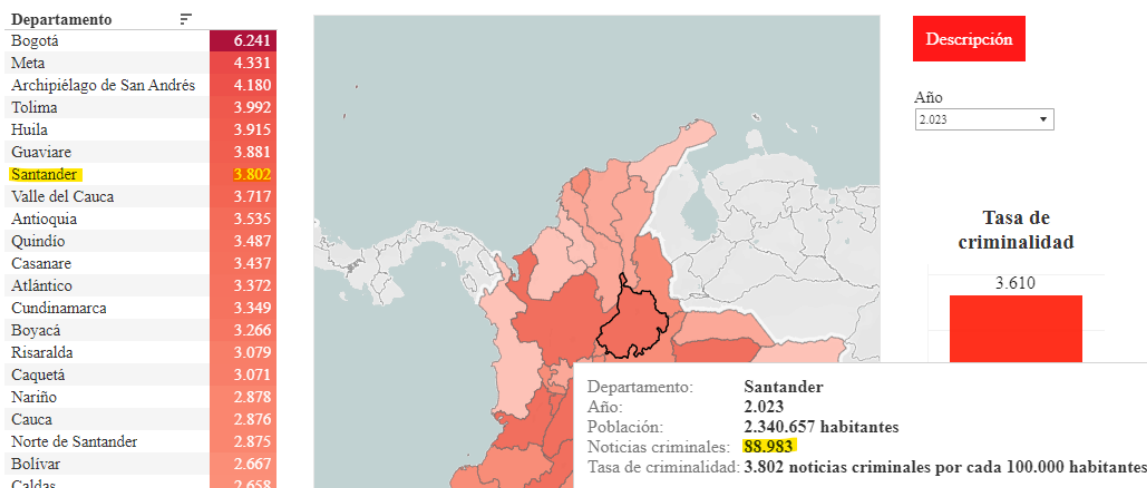 Departamento
Bogotá 6.241
Meta 4.331
Archipiélago de San Andrés 4.180
Tolima 3.992
Huila 3.915
Guaviare 3.881
Santander 3.802
Valle del Cauca 3.717
Antioquia 3.535
Quindío 3.487
Casanare 3.437
Atlántico 3.372
Cundinamarca 3.349
Boyacá 3.266
Risaralda 3.079
Caquetá 3.071
Nariño 2.878
Cauca 2.876
Norte de Santander 2.875
Bolívar 2.667
Caldas 2.658
Descripción
Año
2.023
Tasa de
criminalidad
3.610
Departamento: Santander
Año: 2.023
Población: 2.340.657 habitantes
Noticias criminales: 88.983
Tasa de criminalidad: 3.802 noticias criminales por cada 100.000 habitantes